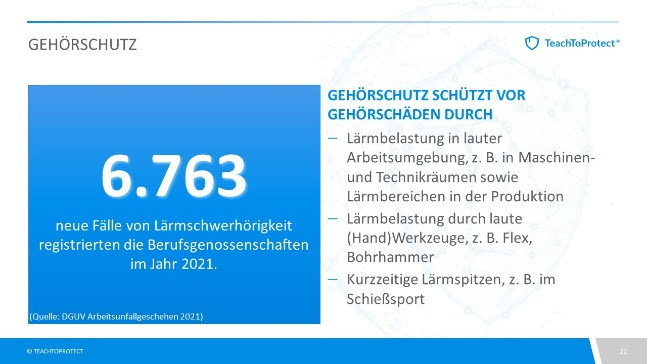 GEHÖRSCHUTZ
TeachToProtect®
6.763
neue Fälle von Lärmschwerhörigkeit
registrierten die Berufsgenossenschaften
im Jahr 2021.
(Quelle: DGUV Arbeitsunfallgeschehen 2021)
GEHÖRSCHUTZ SCHÜTZT VOR
GEHÖRSCHÄDEN DURCH
– Lärmbelastung in lauter
Arbeitsumgebung, z. B. in Maschinen-
und Technikräumen sowie
Lärmbereichen in der Produktion
– Lärmbelastung durch laute
(Hand)Werkzeuge, z. B. Flex,
Bohrhammer
– Kurzzeitige Lärmspitzen, z. B. im
Schießsport
© TEACHTOPROTECT
22